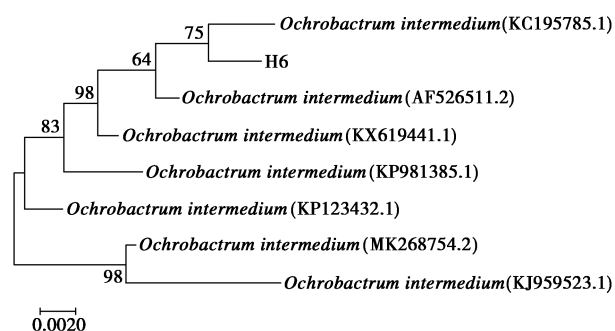 Ochrobactrum intermedium(KC195785.1)
75
H6
64
Ochrobactrum intermedium(AF526511.2)
98
Ochrobactrum intermedium(KX619441.1)
83
Ochrobactrum intermedium(KP981385.1)
Ochrobactrum intermedium(KP123432.1)
Ochrobactrum intermedium(MK268754.2)
98
Ochrobactrum intermedium(KJ959523.1)
0.0020